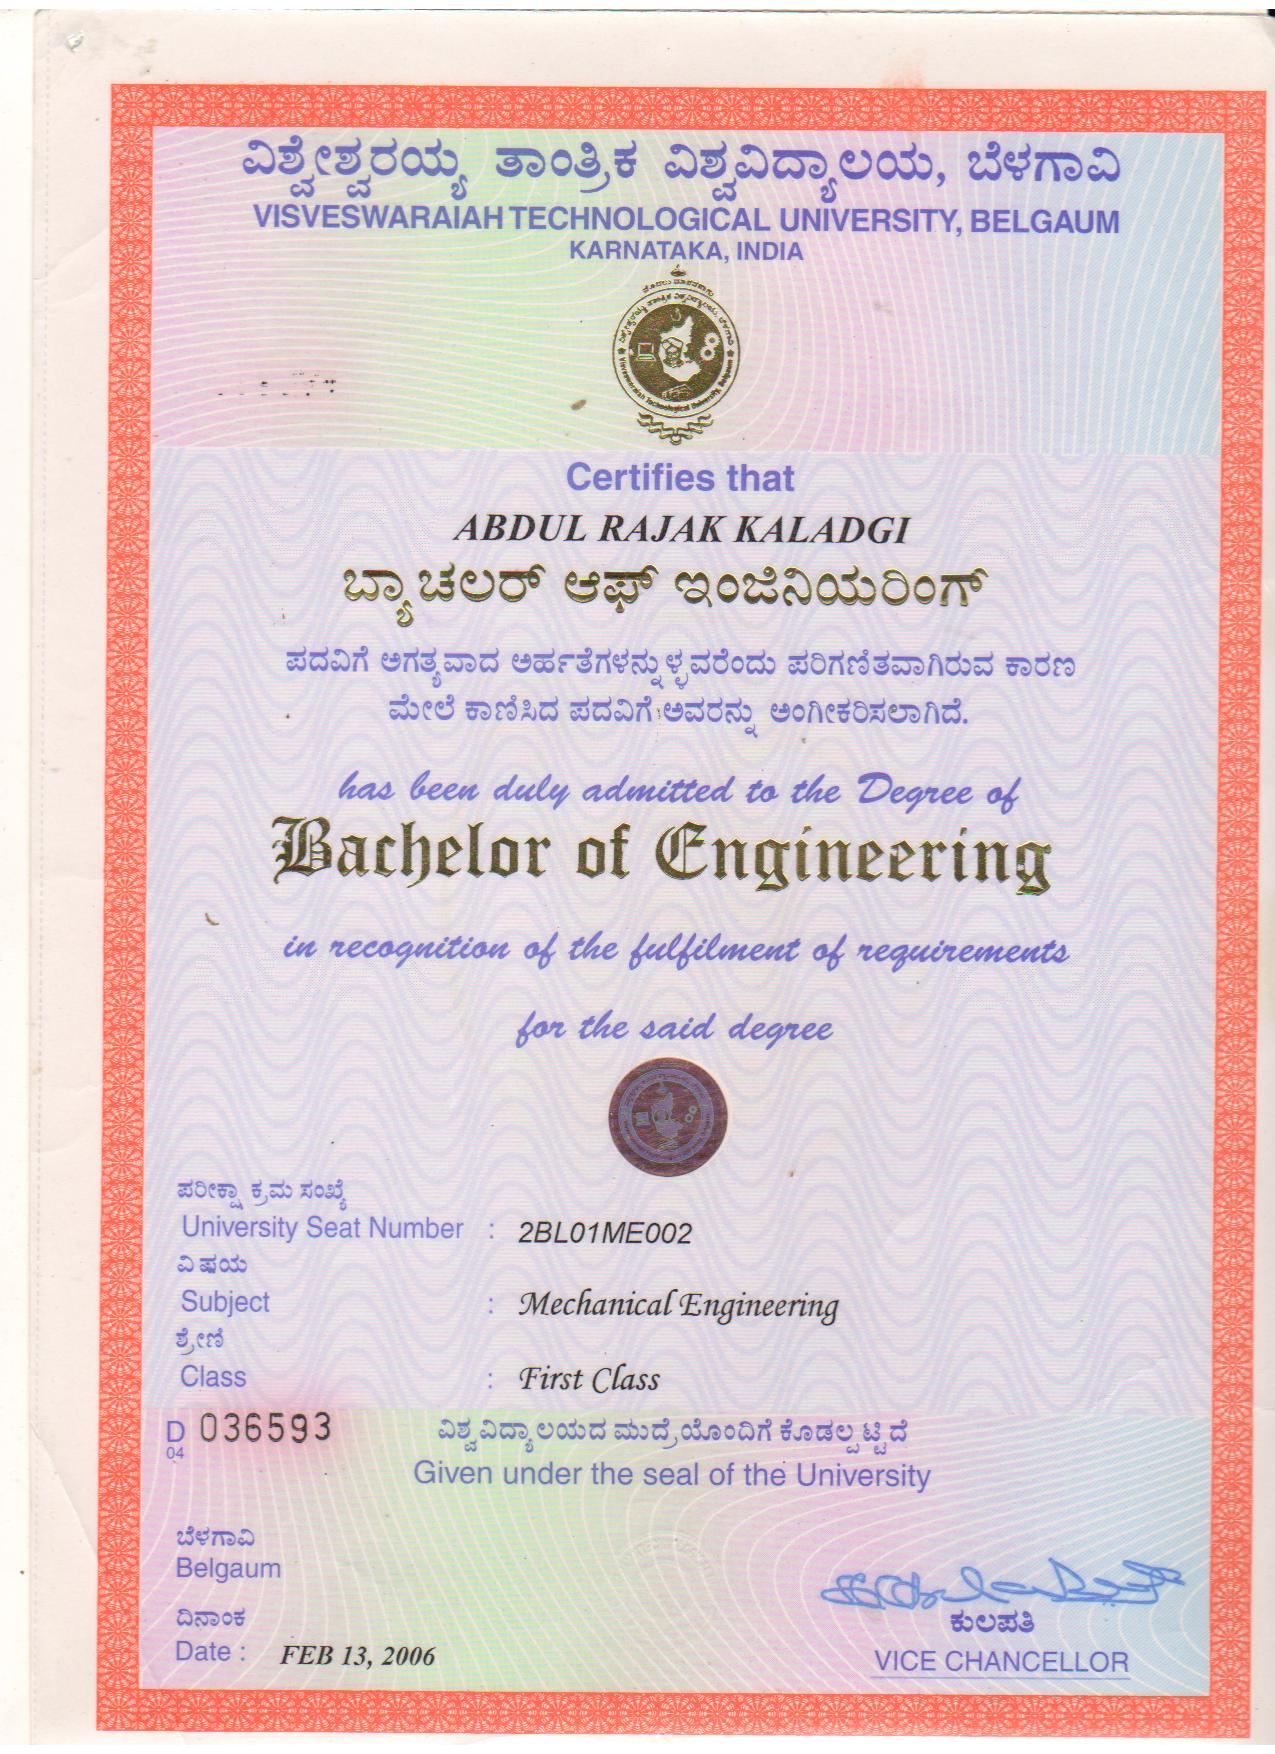 ವಿಶ್ವೇಶ್ವರಯ್ಯ ತಾಂತ್ರಿಕ ವಿಶ್ವವಿದ್ಯಾಲಯ, ಬೆಳಗಾವಿ
VISVESWARAIAH TECHNOLOGICAL UNIVERSITY, BELGAUM
KARNATAKA, INDIA
Visveswaraiah Technological University, Belgaum
Certifies that
ABDUL RAJAK KALADGI
ಬ್ಯಾಚಲರ್ ಆಫ್ ಇಂಜಿನಿಯರಿಂಗ್
ಪದವಿಗೆ ಅಗತ್ಯವಾದ ಅರ್ಹತೆಗಳನ್ನುಳ್ಳವರೆಂದು ಪರಿಗಣಿತವಾಗಿರುವ ಕಾರಣ
ಮೇಲೆ ಕಾಣಿಸಿದ ಪದವಿಗೆ ಅವರನ್ನು ಅಂಗೀಕರಿಸಲಾಗಿದೆ.
has been duly admitted to the Degree of
Bachelor of Engineering
in recognition of the fulfilment of requirements
for the said degree
ಪರೀಕ್ಷಾ ಕ್ರಮ ಸಂಖ್ಯೆ
University Seat Number : 2BL01ME002
ವಿಷಯ
Subject : Mechanical Engineering
ಶ್ರೇಣಿ
Class : First Class
D 04 036593
ವಿಶ್ವವಿದ್ಯಾಲಯದ ಮುದ್ರೆಯೊಂದಿಗೆ ಕೊಡಲ್ಪಟ್ಟಿದೆ
Given under the seal of the University
ಬೆಳಗಾವಿ
Belgaum
ದಿನಾಂಕ
Date : FEB 13, 2006
ಕುಲಪತಿ
VICE CHANCELLOR